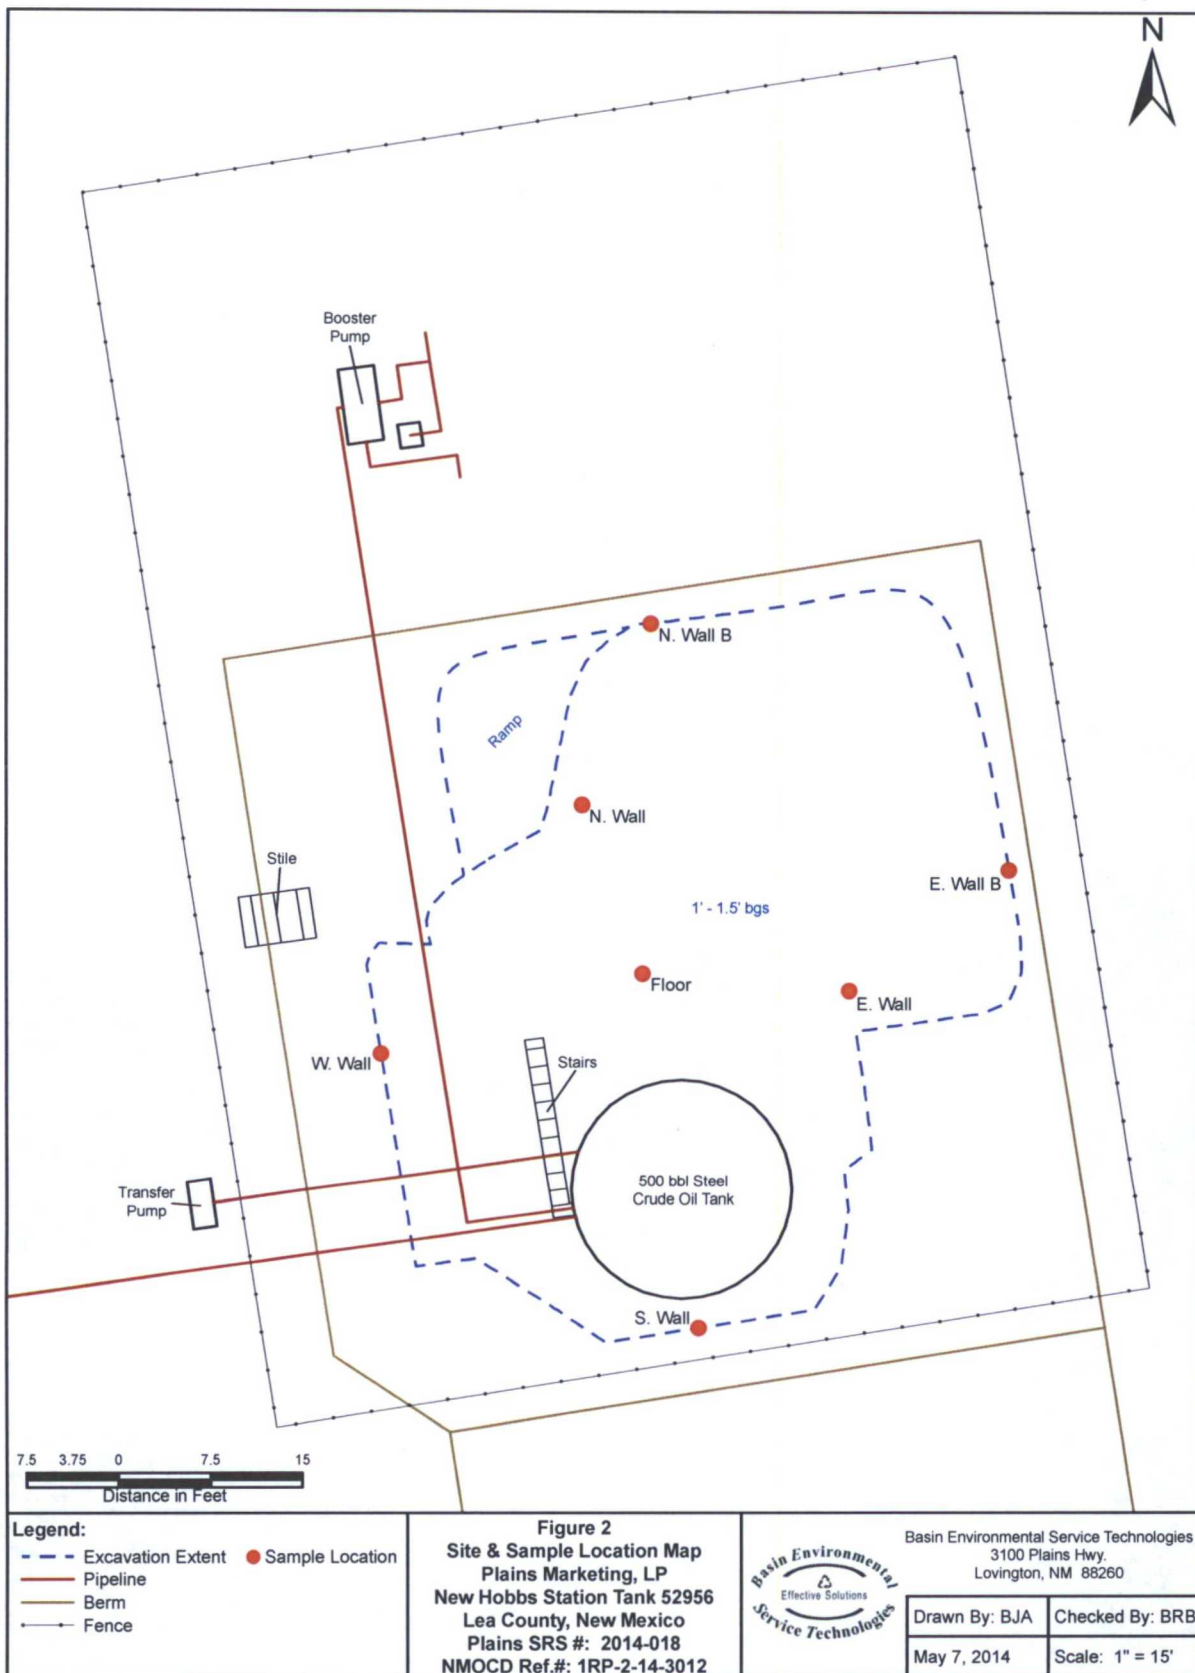 N
Booster
Pump
N. Wall B
Ramp
N. Wall
Stile
E. Wall B
1' - 1.5' bgs
Floor
E. Wall
W. Wall
Stairs
500 bbl Steel
Crude Oil Tank
Transfer
Pump
S. Wall
7.5 3.75 0 7.5 15
Distance in Feet
Legend:
Excavation Extent Sample Location
Pipeline
Berm
Fence
Figure 2
Site & Sample Location Map
Plains Marketing, LP
New Hobbs Station Tank 52956
Lea County, New Mexico
Plains SRS #: 2014-018
NMOCD Ref.#: 1RP-2-14-3012
Basin Environmental
Effective Solutions
Service Technologies
Basin Environmental Service Technologies
3100 Plains Hwy.
Lovington, NM 88260
Drawn By: BJA
Checked By: BRB
May 7, 2014
Scale: 1" = 15'